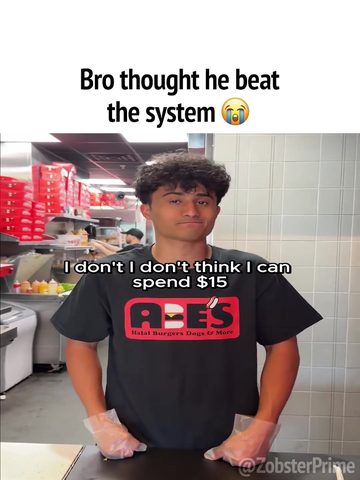 Bro thought he beat
the system 😭
I don't I don't think I can
spend $15
ABE'S
Halal Burgers Dogs & More
@ZobsterPrime